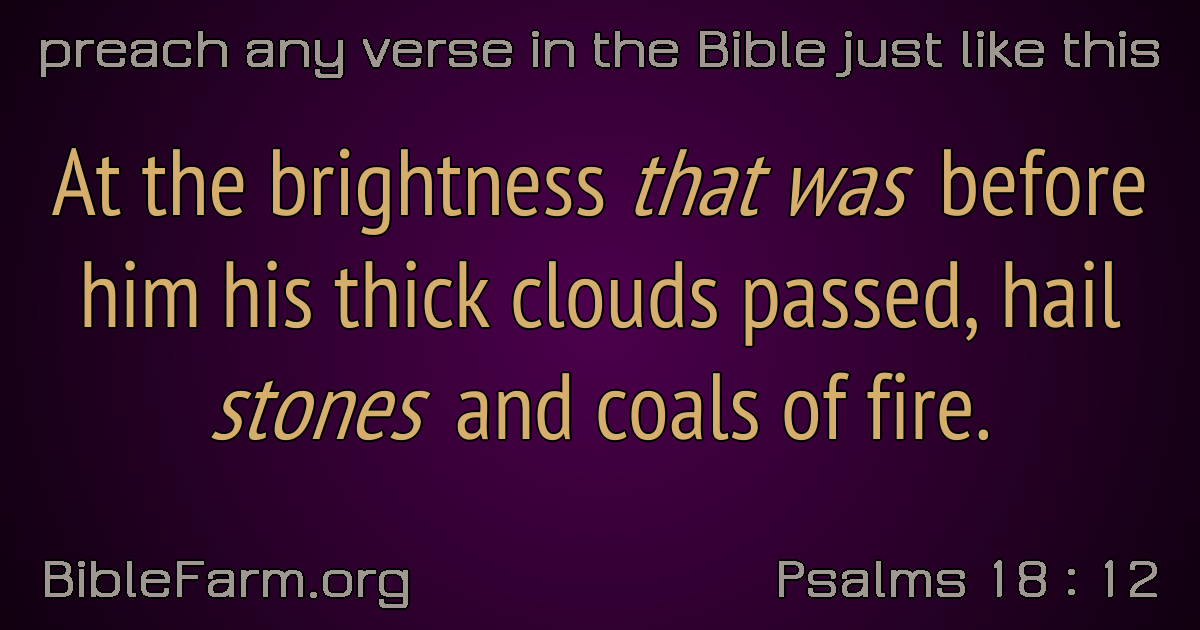 preach any verse in the Bible just like this
At the brightness that was before
him his thick clouds passed, hail
stones and coals of fire.
BibleFarm.org
Psalms 18 : 12